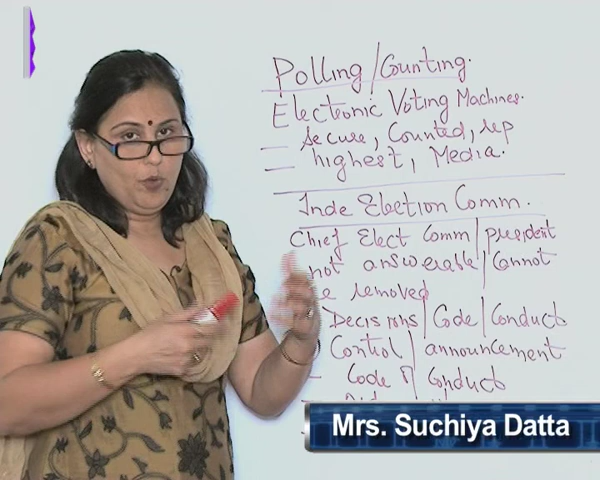 Polling/Counting.
Electronic Voting Machines.
- secure, Counted, sep
- highest, Media.
Inde Election Comm.
Chief Elect Comm/president
not answerable/Cannot
e removed
Decisions/Code/Conduct
Control/announcement
- Code of Conduct
Mrs. Suchiya Datta